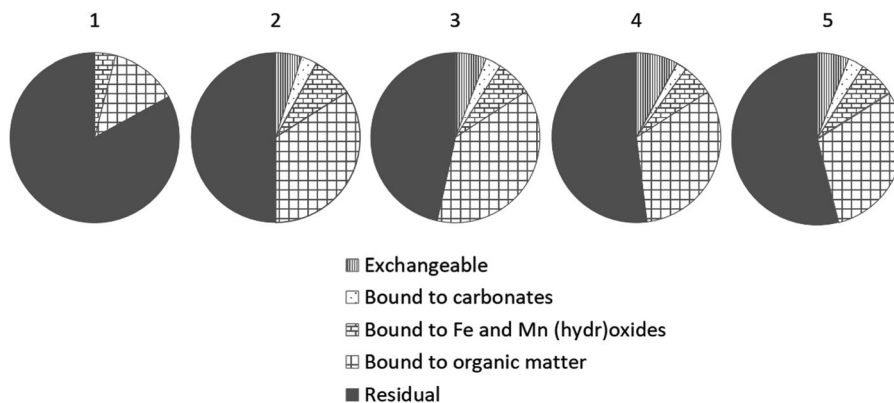 1 2 3 4 5
Exchangeable
Bound to carbonates
Bound to Fe and Mn (hydr)oxides
Bound to organic matter
Residual